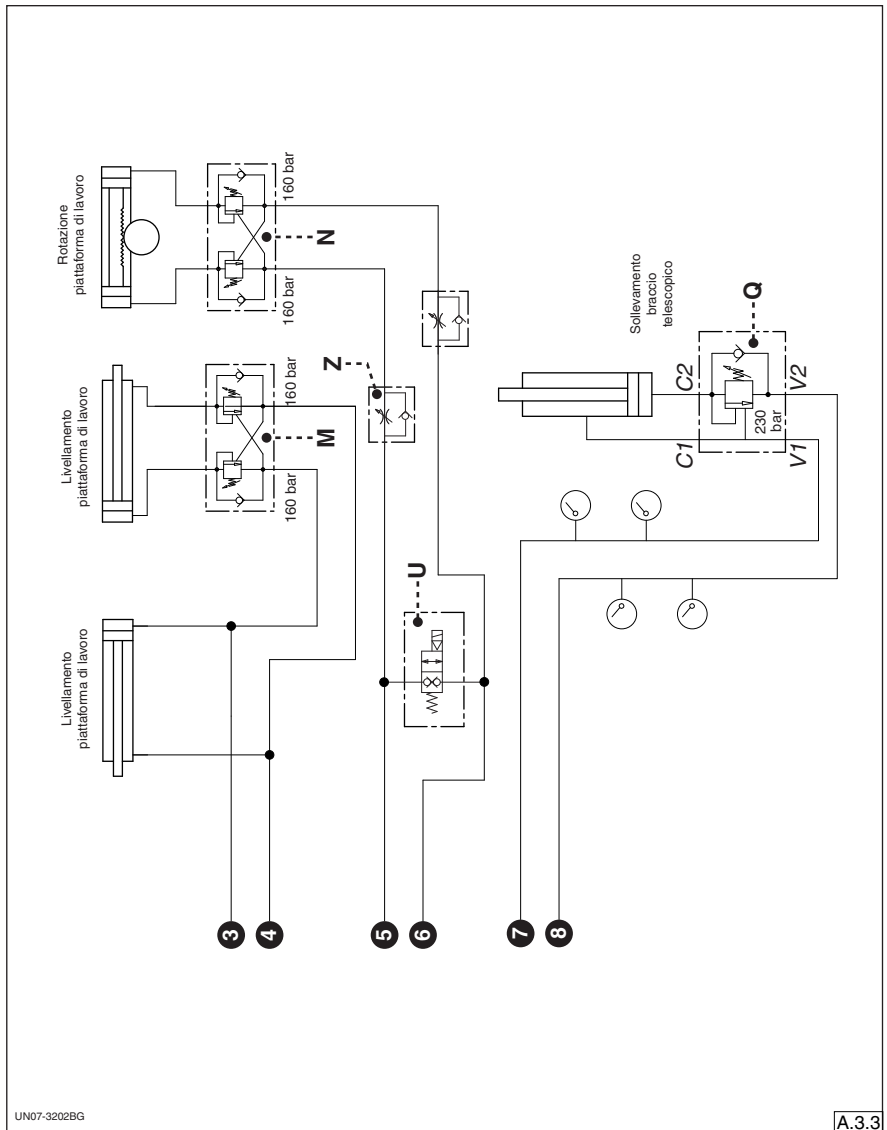 Rotazione
piattaforma di lavoro
160 bar
160 bar
N
Livellamento
piattaforma di lavoro
160 bar
160 bar
M
Z
Livellamento
piattaforma di lavoro
U
Sollevamento
braccio
telescopico
Q
C2
C1
V2
V1
230
bar
3
4
5
6
7
8
UN07-3202BG
A.3.3